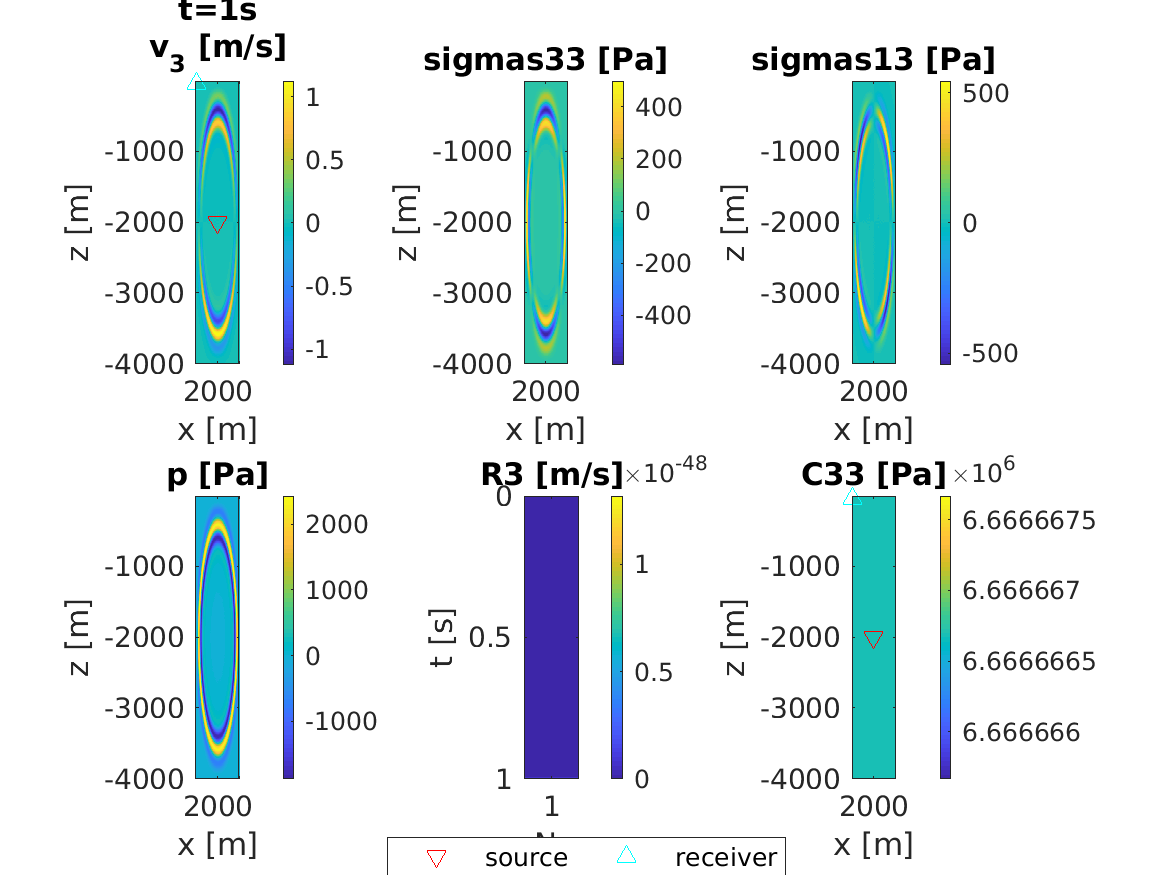 t=1s
v3 [m/s]
sigmas33 [Pa]
sigmas13 [Pa]
-1000
-2000
-3000
-4000
z [m]
2000
x [m]
1
0.5
0
-0.5
-1
-1000
-2000
-3000
-4000
z [m]
2000
x [m]
400
200
0
-200
-400
-1000
-2000
-3000
-4000
z [m]
2000
x [m]
500
0
-500
p [Pa]
R3 [m/s]
×10-48
C33 [Pa]
×106
-1000
-2000
-3000
-4000
z [m]
2000
x [m]
2000
1000
0
-1000
0
0.5
1
t [s]
1
1
0.5
0
-1000
-2000
-3000
-4000
z [m]
2000
x [m]
6.6666675
6.666667
6.6666665
6.666666
source
receiver